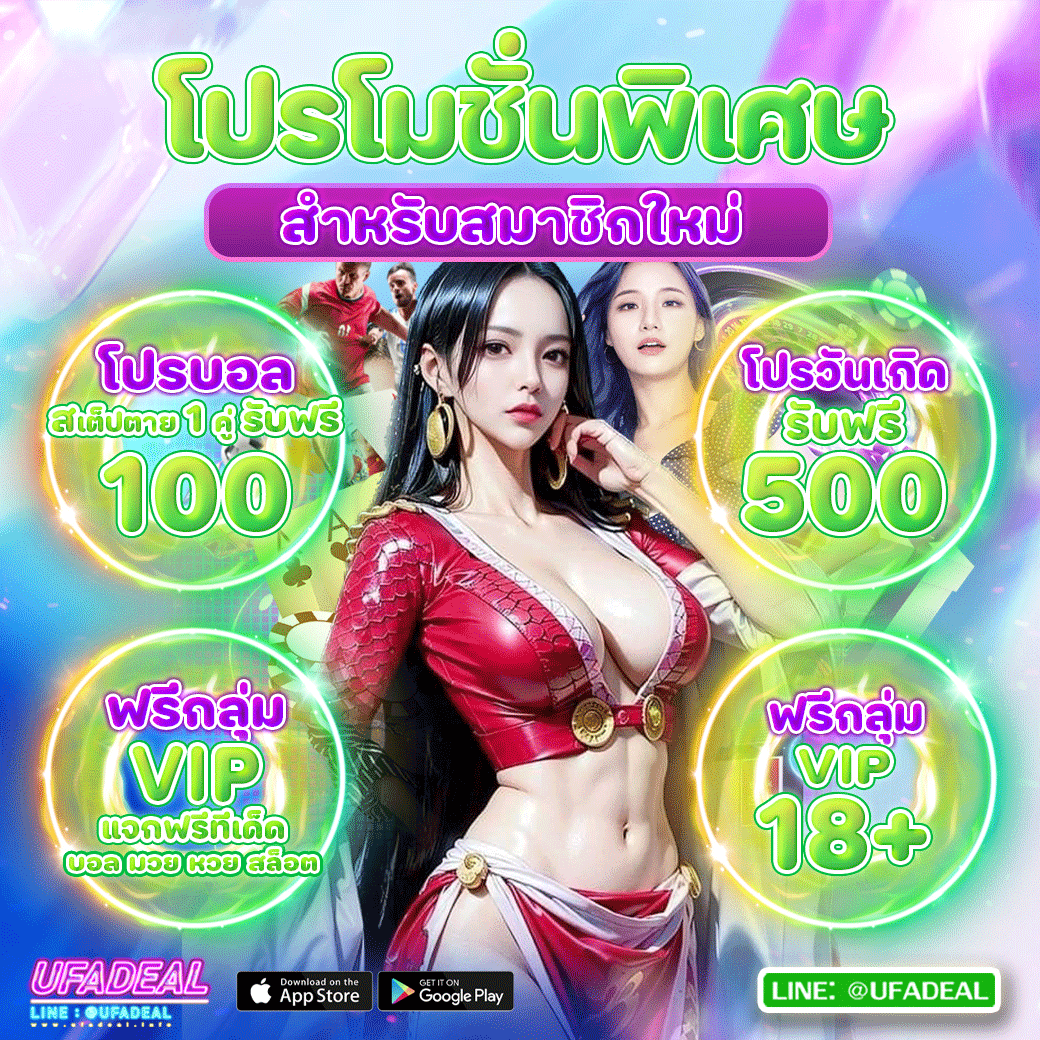 โปรโมชั่นพิเศษ
สำหรับสมาชิกใหม่
โปรบอล
สเต็ปตาย 1 คู่ รับฟรี
100
โปรวันเกิด
รับฟรี
500
ฟรีกลุ่ม
VIP
แจกฟรีทีเด็ด
บอล มวย หวย สล็อต
ฟรีกลุ่ม
VIP
18+
UFADEAL
LINE : @UFADEAL
www.ufadeal.info
Download on the
App Store
GET IT ON
Google Play
LINE: @UFADEAL